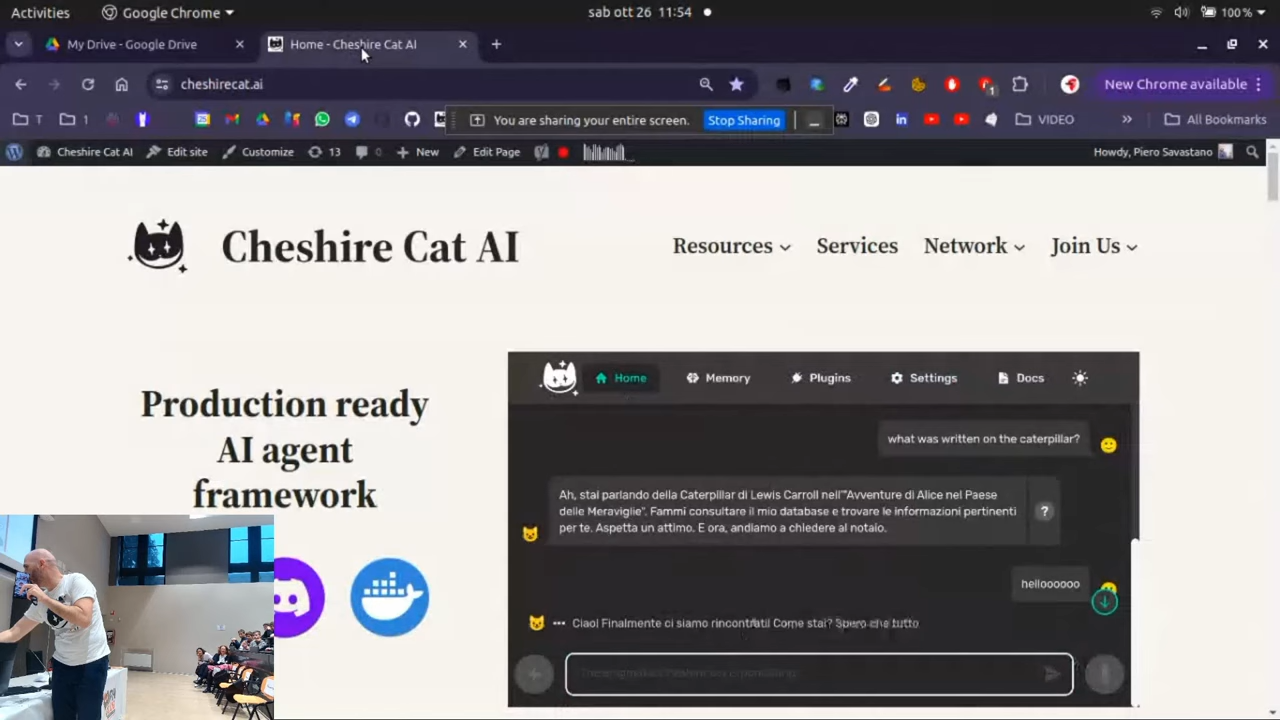 Activities
Google Chrome
sab ott 26 11:54
100%
My Drive - Google Drive
Home - Cheshire Cat AI
cheshirecat.ai
New Chrome available
T
1
You are sharing your entire screen.
Stop Sharing
VIDEO
All Bookmarks
Cheshire Cat AI
Edit site
Customize
13
0
New
Edit Page
Howdy, Piero Savastano
Cheshire Cat AI
Resources
Services
Network
Join Us
Production ready
AI agent
framework
Home
Memory
Plugins
Settings
Docs
what was written on the caterpillar?
Ah, stai parlando della Caterpillar di Lewis Carroll nell'"Avventure di Alice nel Paese
delle Meraviglie". Fammi consultare il mio database e trovare le informazioni pertinenti
per te. Aspetta un attimo. E ora, andiamo a chiedere al notaio.
?
helloooooo
Ciao! Finalmente ci siamo rincontrati! Come stai? Spero che tutto